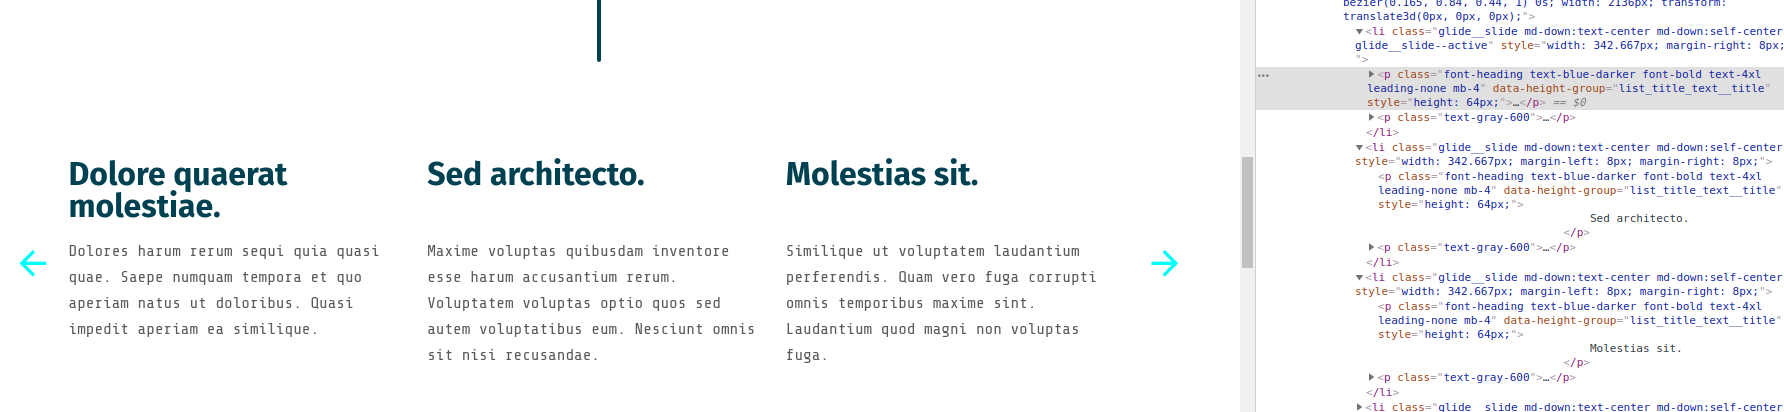 Dolore quaerat
molestiae.
Dolores harum rerum sequi quia quasi
quae. Saepe numquam tempora et quo
aperiam natus ut doloribus. Quasi
impedit aperiam ea similique.
Sed architecto.
Maxime voluptas quibusdam inventore
esse harum accusantium rerum.
Voluptatem voluptas optio quos sed
autem voluptatibus eum. Nesciunt omnis
sit nisi recusandae.
Molestias sit.
Similique ut voluptatem laudantium
perferendis. Quam vero fuga corrupti
omnis temporibus maxime sint.
Laudantium quod magni non voluptas
fuga.
bezier(0.165, 0.84, 0.44, 1) 0s; width: 2136px; transform:
translate3d(0px, 0px, 0px);">
<li class="glide__slide md-down:text-center md-down:self-center
glide__slide--active" style="width: 342.667px; margin-right: 8px;
">
<p class="font-heading text-blue-darker font-bold text-4xl
leading-none mb-4" data-height-group="list_title_text__title"
style="height: 64px;">…</p> == $0
<p class="text-gray-600">…</p>
</li>
<li class="glide__slide md-down:text-center md-down:self-center
style="width: 342.667px; margin-left: 8px; margin-right: 8px;">
<p class="font-heading text-blue-darker font-bold text-4xl
leading-none mb-4" data-height-group="list_title_text__title"
style="height: 64px;">
Sed architecto.
</p>
<p class="text-gray-600">…</p>
</li>
<li class="glide__slide md-down:text-center md-down:self-center
style="width: 342.667px; margin-left: 8px; margin-right: 8px;">
<p class="font-heading text-blue-darker font-bold text-4xl
leading-none mb-4" data-height-group="list_title_text__title"
style="height: 64px;">
Molestias sit.
</p>
<p class="text-gray-600">…</p>
</li>
<li class="glide__slide md-down:text-center md-down:self-center